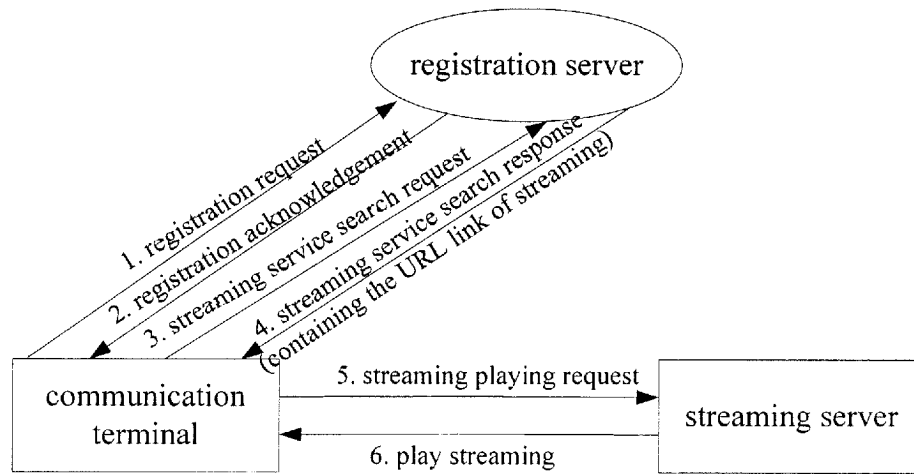 registration server
1. registration request
2. registration acknowledgement
3. streaming service search request
4. streaming service search response
(containing the URL link of streaming)
communication
terminal
5. streaming playing request
6. play streaming
streaming server